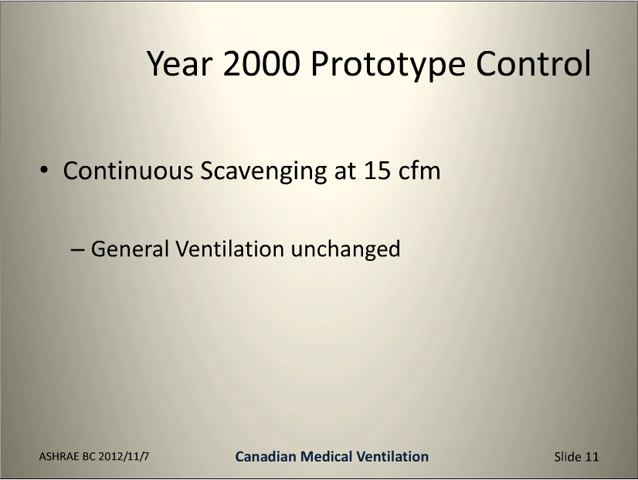 Year 2000 Prototype Control
• Continuous Scavenging at 15 cfm
– General Ventilation unchanged
ASHRAE BC 2012/11/7
Canadian Medical Ventilation
Slide 11